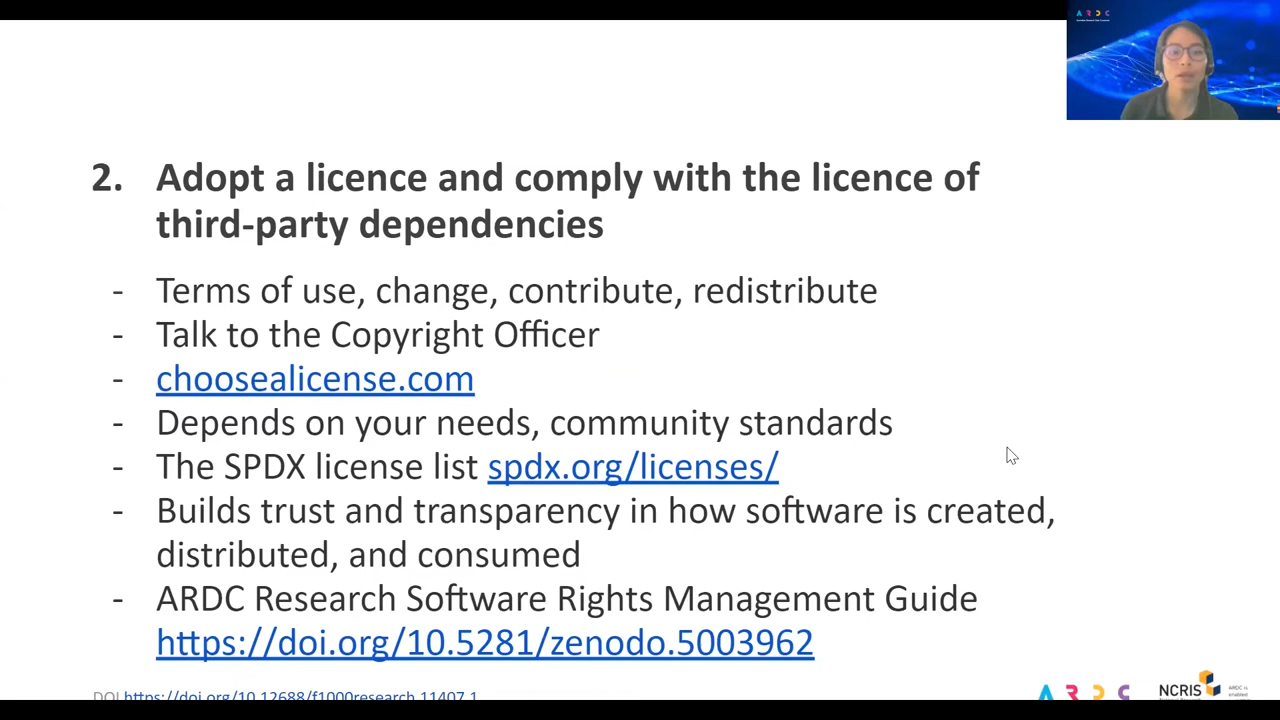 A R D C
2. Adopt a licence and comply with the licence of
third-party dependencies
- Terms of use, change, contribute, redistribute
- Talk to the Copyright Officer
- choosealicense.com
- Depends on your needs, community standards
- The SPDX license list spdx.org/licenses/
- Builds trust and transparency in how software is created,
distributed, and consumed
- ARDC Research Software Rights Management Guide
https://doi.org/10.5281/zenodo.5003962
DOI https://doi.org/10.12688/f1000research.11407.1
A R D C
NCRIS
ARDC is
enabled